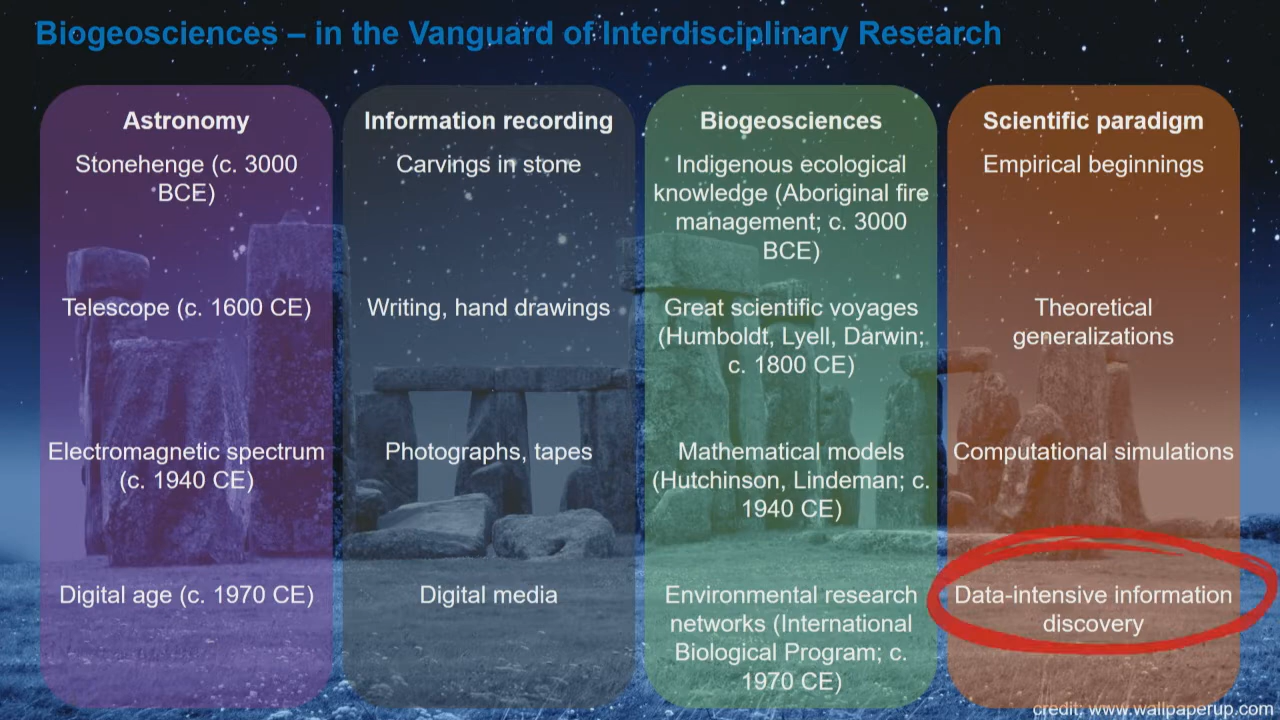 Biogeosciences – in the Vanguard of Interdisciplinary Research
Astronomy
Stonehenge (c. 3000
BCE)
Telescope (c. 1600 CE)
Electromagnetic spectrum
(c. 1940 CE)
Digital age (c. 1970 CE)
Information recording
Carvings in stone
Writing, hand drawings
Photographs, tapes
Digital media
Biogeosciences
Indigenous ecological
knowledge (Aboriginal fire
management; c. 3000
BCE)
Great scientific voyages
(Humboldt, Lyell, Darwin;
c. 1800 CE)
Mathematical models
(Hutchinson, Lindeman; c.
1940 CE)
Environmental research
networks (International
Biological Program; c.
1970 CE)
Scientific paradigm
Empirical beginnings
Theoretical
generalizations
Computational simulations
Data-intensive information
discovery
credit: www.wallpaperup.com